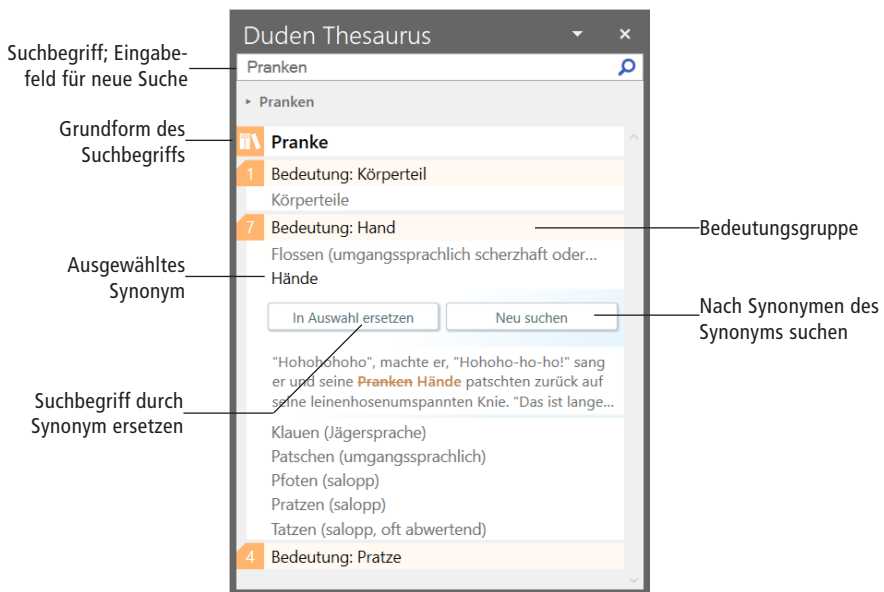 Duden Thesaurus
Suchbegriff; Eingabe-
feld für neue Suche
Pranken
Pranken
Grundform des
Suchbegriffs
Pranke
1 Bedeutung: Körperteil
Körperteile
7 Bedeutung: Hand
Bedeutungsgruppe
Flossen (umgangssprachlich scherzhaft oder...
Ausgewähltes
Synonym
Hände
In Auswahl ersetzen
Neu suchen
Nach Synonymen des
Synonyms suchen
"Hohohohoho", machte er, "Hohoho-ho-ho!" sang
er und seine Pranken Hände patschten zurück auf
seine leinenhosenumspannten Knie. "Das ist lange...
Suchbegriff durch
Synonym ersetzen
Klauen (Jägersprache)
Patschen (umgangssprachlich)
Pfoten (salopp)
Pratzen (salopp)
Tatzen (salopp, oft abwertend)
4 Bedeutung: Pratze